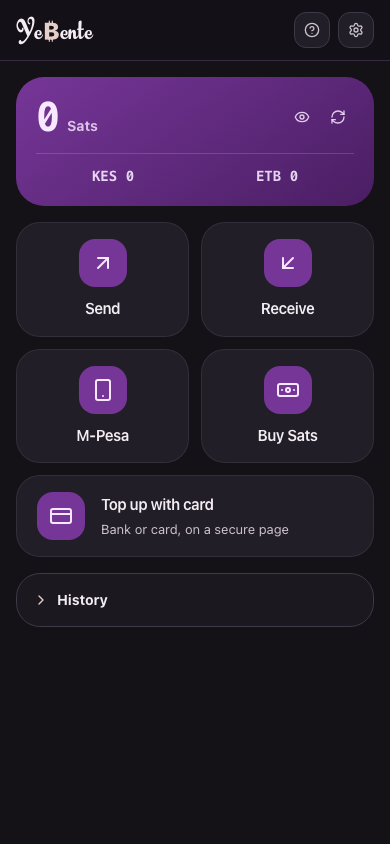 YeBente
0 Sats
KES 0
ETB 0
Send
Receive
M-Pesa
Buy Sats
Top up with card
Bank or card, on a secure page
History